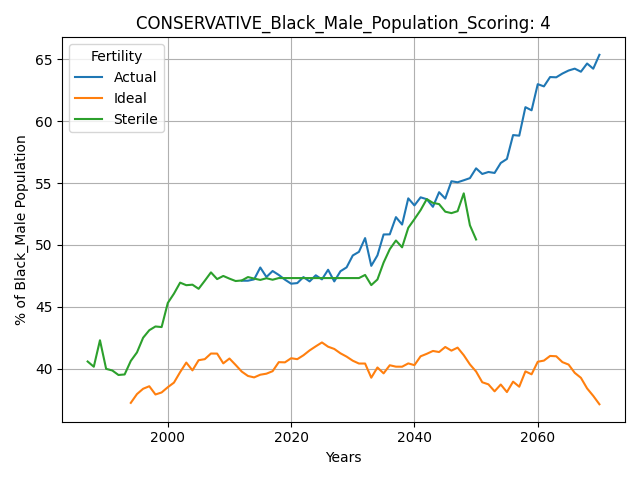 CONSERVATIVE_Black_Male_Population_Scoring: 4
Fertility
Actual
Ideal
Sterile
% of Black_Male Population
65
60
55
50
45
40
2000
2020
2040
2060
Years